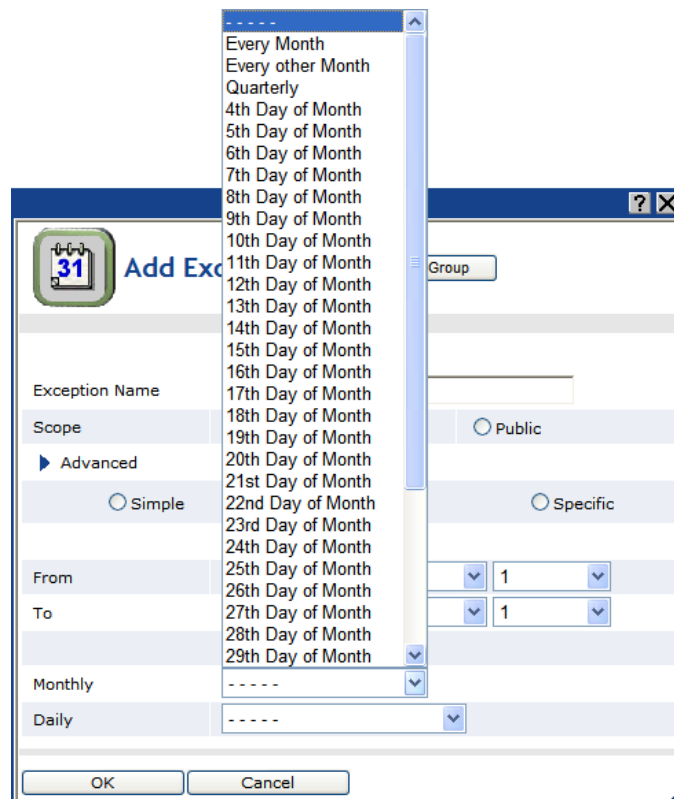 - - - - -
Every Month
Every other Month
Quarterly
4th Day of Month
5th Day of Month
6th Day of Month
7th Day of Month
8th Day of Month
9th Day of Month
10th Day of Month
11th Day of Month
12th Day of Month
13th Day of Month
14th Day of Month
15th Day of Month
16th Day of Month
17th Day of Month
18th Day of Month
19th Day of Month
20th Day of Month
21st Day of Month
22nd Day of Month
23rd Day of Month
24th Day of Month
25th Day of Month
26th Day of Month
27th Day of Month
28th Day of Month
29th Day of Month
?
31 Add Exc Group
Exception Name
Scope Public
Advanced
Simple Specific
From 1
To 1
Monthly - - - - -
Daily - - - - -
OK Cancel